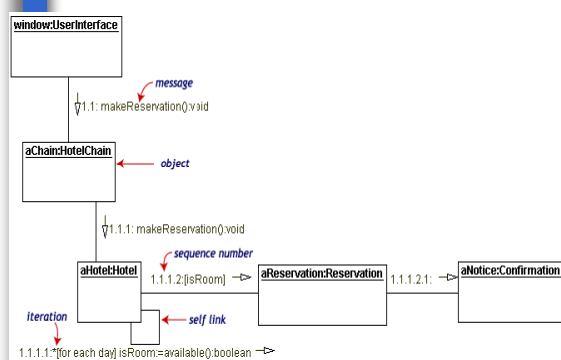 window:UserInterface
message
1.1: makeReservation():void
aChain:HotelChain
object
1.1.1: makeReservation():void
sequence number
aHotel:Hotel
1.1.1.2:[isRoom]
aReservation:Reservation
1.1.1.2.1:
aNotice:Confirmation
iteration
self link
1.1.1.1:*[for each day] isRoom:=available():boolean